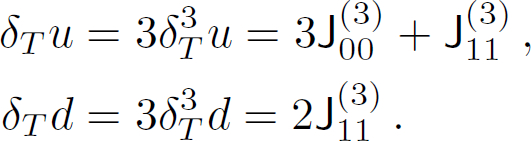 δ_T u = 3δ_T^3 u = 3J_{00}^{(3)} + J_{11}^{(3)} ,
δ_T d = 3δ_T^3 d = 2J_{11}^{(3)} .